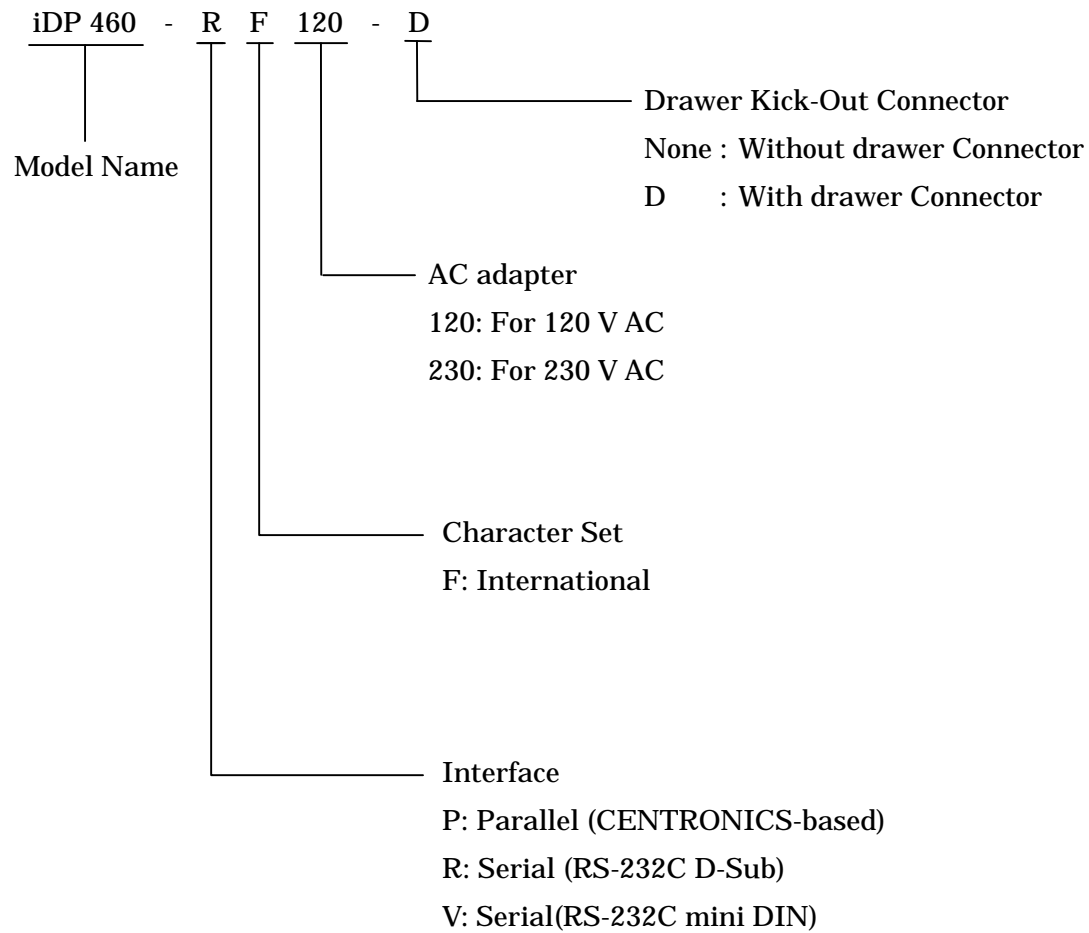 iDP 460 - R F 120 - D
Drawer Kick-Out Connector
None : Without drawer Connector
D : With drawer Connector
Model Name
AC adapter
120: For 120 V AC
230: For 230 V AC
Character Set
F: International
Interface
P: Parallel (CENTRONICS-based)
R: Serial (RS-232C D-Sub)
V: Serial(RS-232C mini DIN)